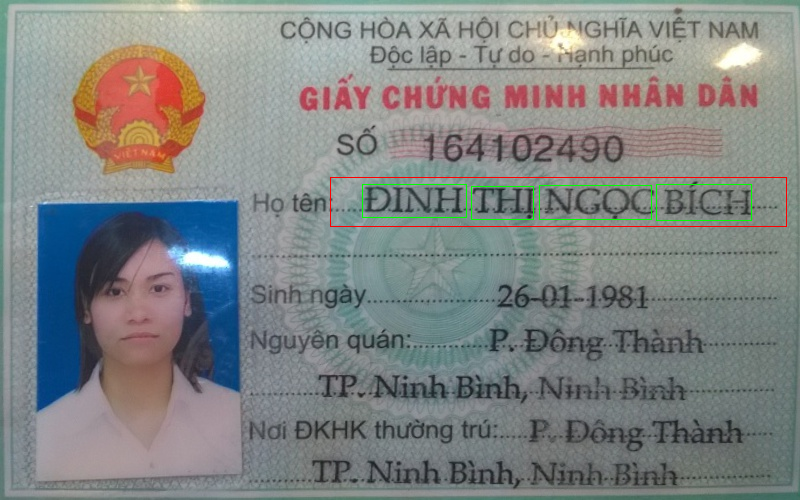 CỘNG HÒA XÃ HỘI CHỦ NGHĨA VIỆT NAM
Độc lập - Tự do - Hạnh phúc
GIẤY CHỨNG MINH NHÂN DÂN
SỐ 164102490
Họ tên: ĐINH THỊ NGỌC BÍCH
Sinh ngày 26-01-1981
Nguyên quán: P. Đông Thành
TP. Ninh Bình, Ninh Bình
Nơi ĐKHK thường trú: P. Đông Thành
TP. Ninh Bình, Ninh Bình
VIỆT NAM